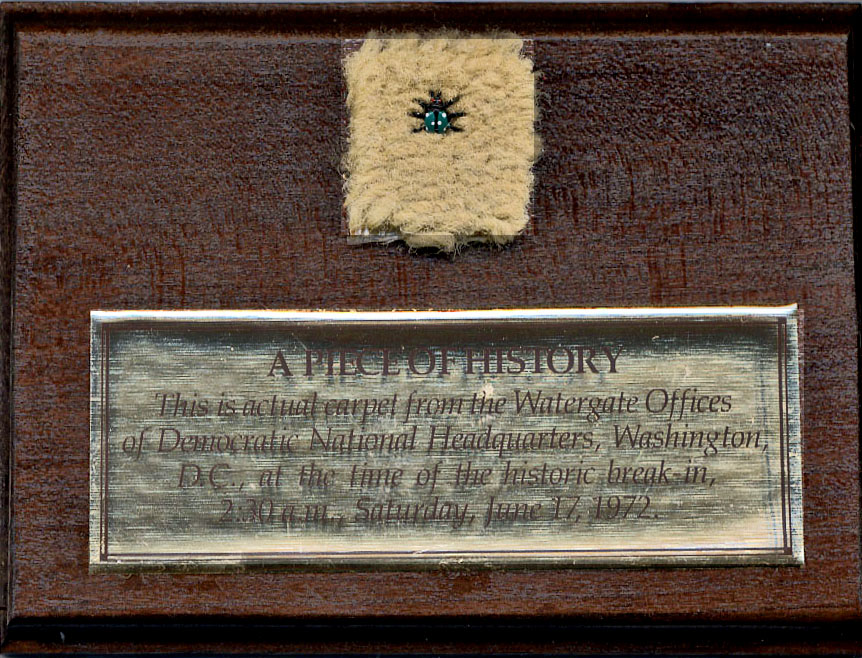 A PIECE OF HISTORY
This is actual carpet from the Watergate Offices
of Democratic National Headquarters, Washington,
D.C., at the time of the historic break-in,
2:30 a.m., Saturday, June 17, 1972.